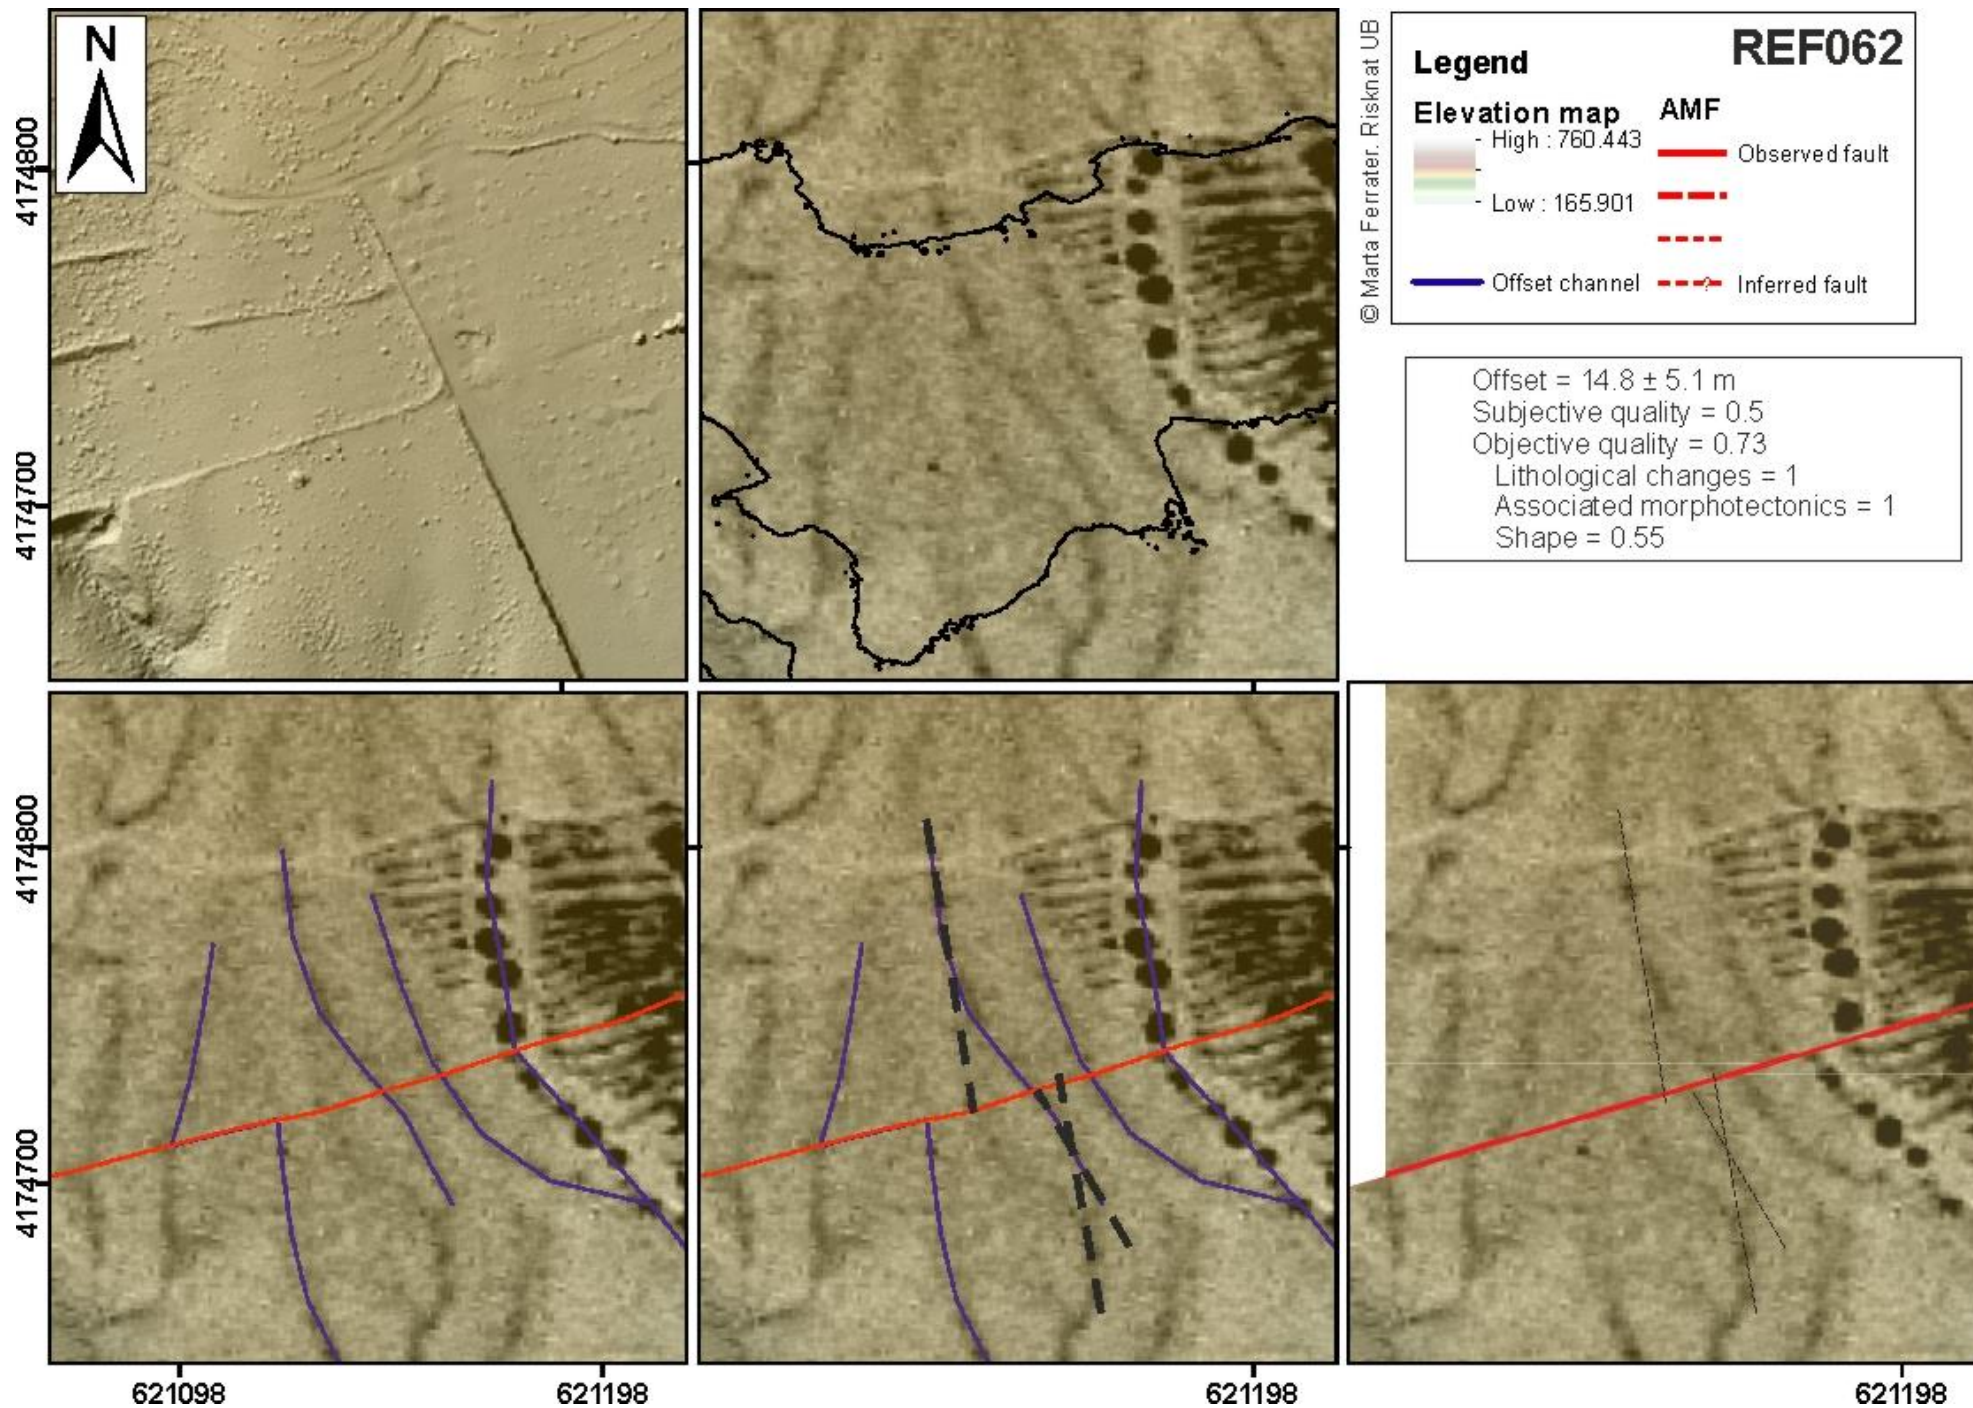 N
4174800
4174700
© Marta Ferrater. Risknat UB
REF062
Legend
Elevation map
High : 760.443
Low : 165.901
Offset channel
AMF
Observed fault
Inferred fault
Offset = 14.8 ± 5.1 m
Subjective quality = 0.5
Objective quality = 0.73
Lithological changes = 1
Associated morphotectonics = 1
Shape = 0.55
4174800
4174700
621098
621198
621198
621198